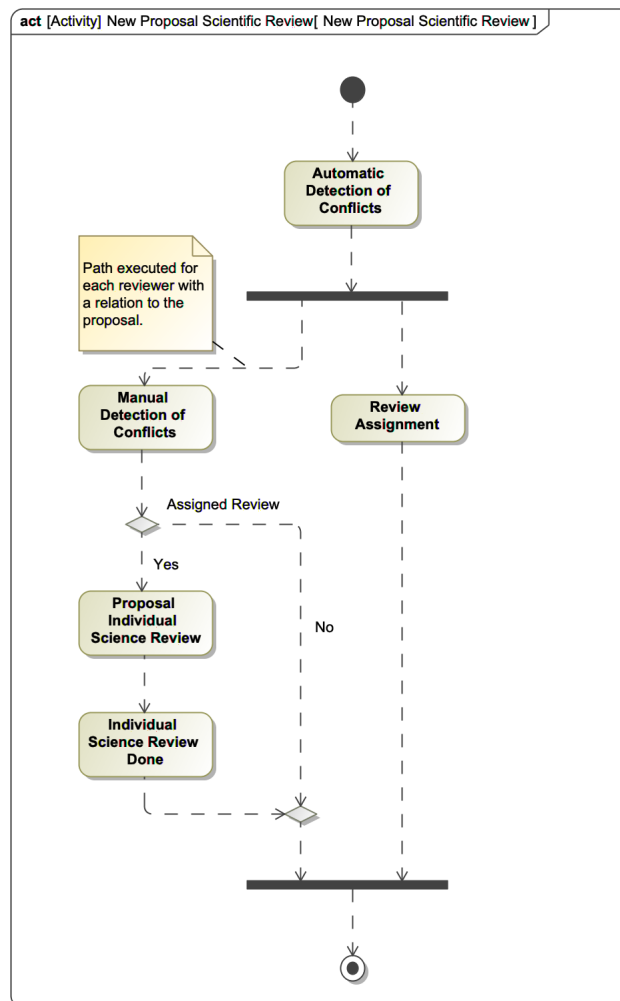 act [Activity] New Proposal Scientific Review[ New Proposal Scientific Review ]
Automatic
Detection of
Conflicts
Path executed for
each reviewer with
a relation to the
proposal.
Manual
Detection of
Conflicts
Review
Assignment
Assigned Review
Yes
Proposal
Individual
Science Review
No
Individual
Science Review
Done